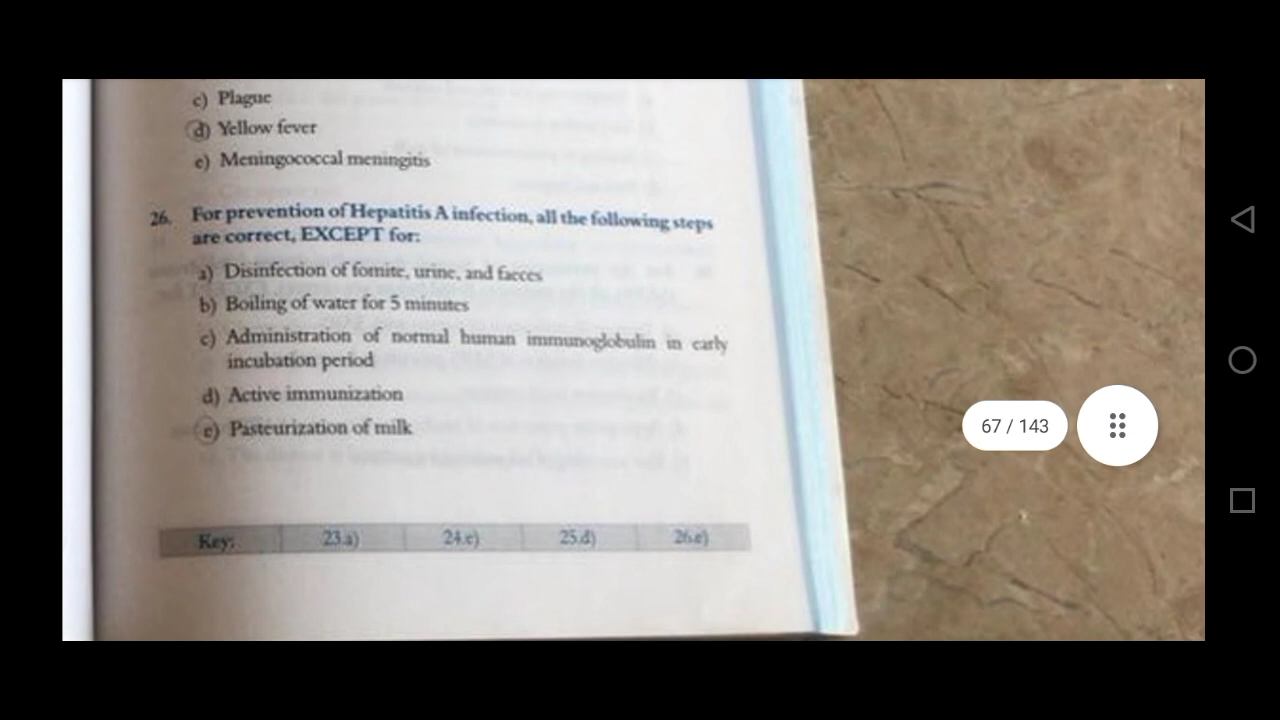 c) Plague
d) Yellow fever
e) Meningococcal meningitis
26. For prevention of Hepatitis A infection, all the following steps
are correct, EXCEPT for:
a) Disinfection of fomite, urine, and faeces
b) Boiling of water for 5 minutes
c) Administration of normal human immunoglobulin in early
incubation period
d) Active immunization
e) Pasteurization of milk
67 / 143
Key: 23.a) 24.e) 25.d) 26.e)